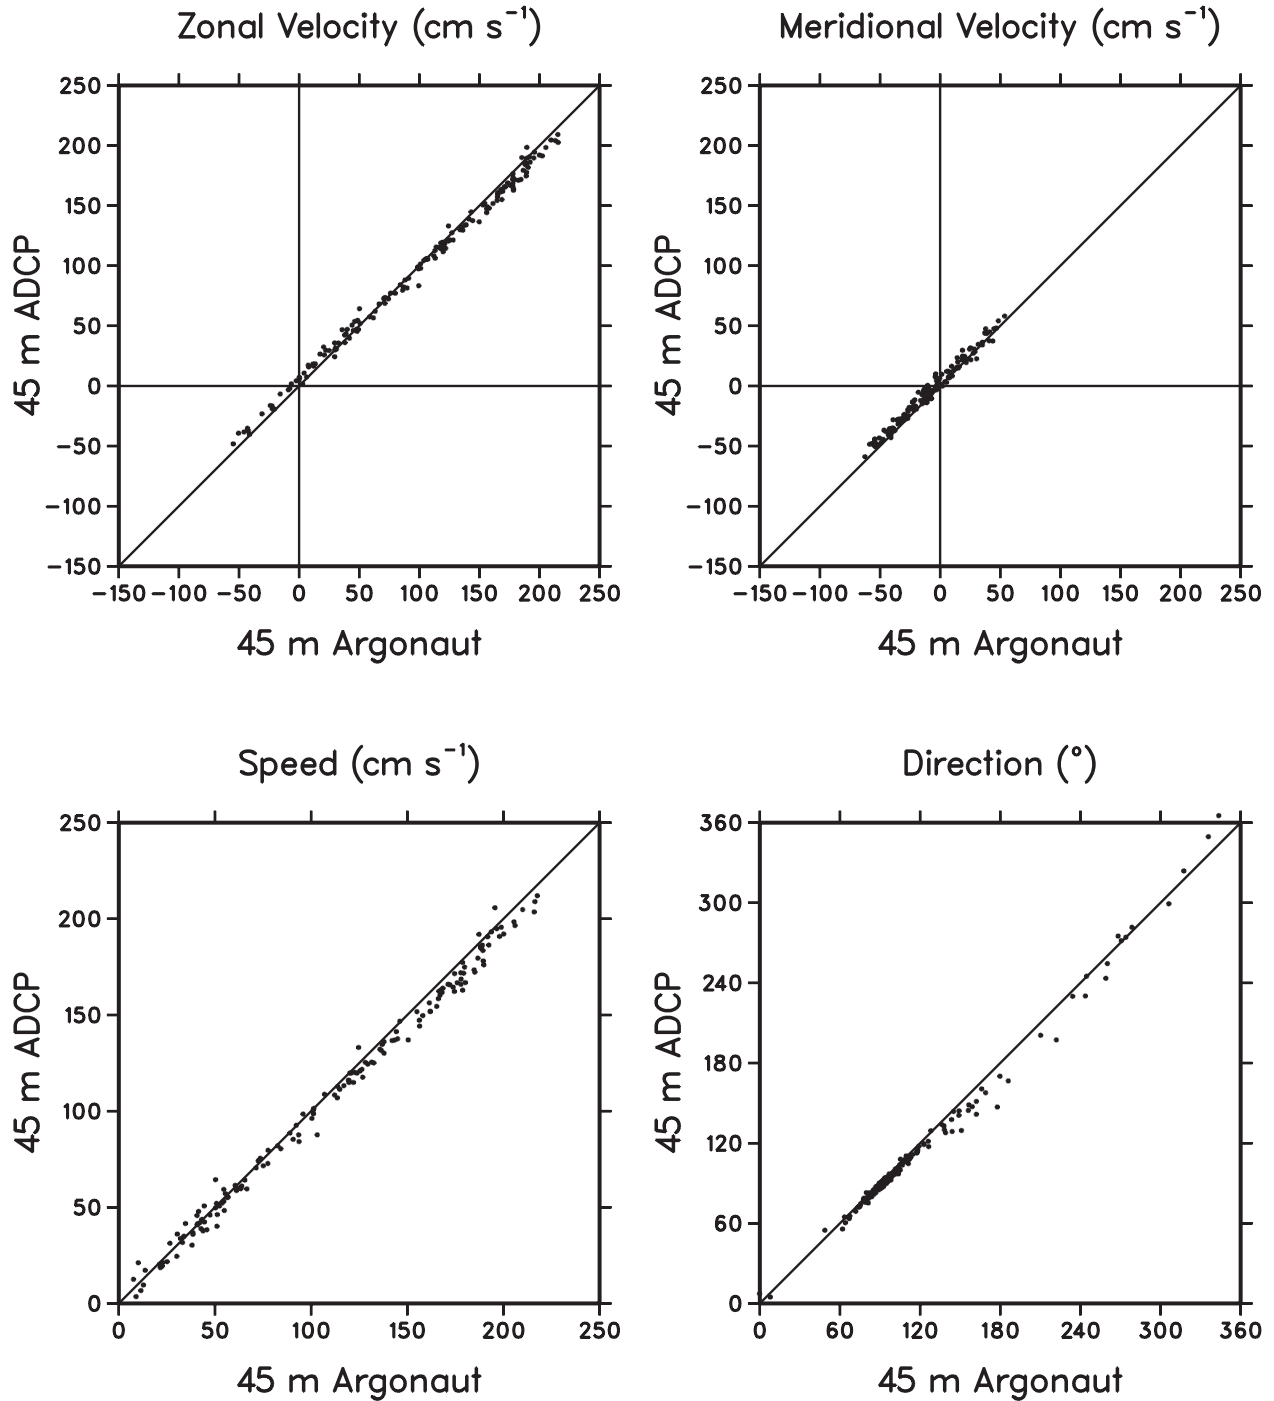 Zonal Velocity (cm s⁻¹)
250
200
150
100
50
0
−50
−100
−150
45 m ADCP
−150 −100 −50 0 50 100 150 200 250
45 m Argonaut
Meridional Velocity (cm s⁻¹)
250
200
150
100
50
0
−50
−100
−150
45 m ADCP
−150 −100 −50 0 50 100 150 200 250
45 m Argonaut
Speed (cm s⁻¹)
250
200
150
100
50
0
45 m ADCP
0 50 100 150 200 250
45 m Argonaut
Direction (°)
360
300
240
180
120
60
0
45 m ADCP
0 60 120 180 240 300 360
45 m Argonaut